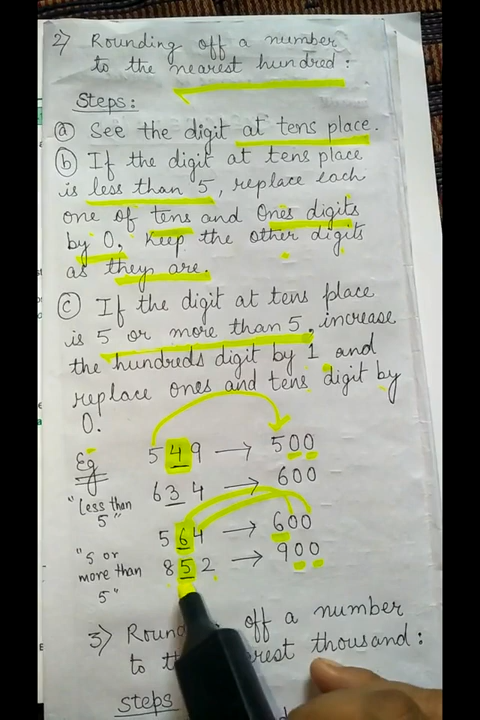 2) Rounding off a number
to the nearest hundred:
Steps:
(a) See the digit at tens place.
(b) If the digit at tens place
is less than 5, replace each
one of tens and Ones digits
by 0. Keep the other digits
as they are.
(c) If the digit at tens place
is 5 or more than 5, increase
the hundreds digit by 1 and
replace ones and tens digit by
0.
Eg 549 → 500
"less than 5" 634 → 600
564 → 600
"5 or more than 5" 852 → 900
3) Rounding off a number
to the nearest thousand:
Steps